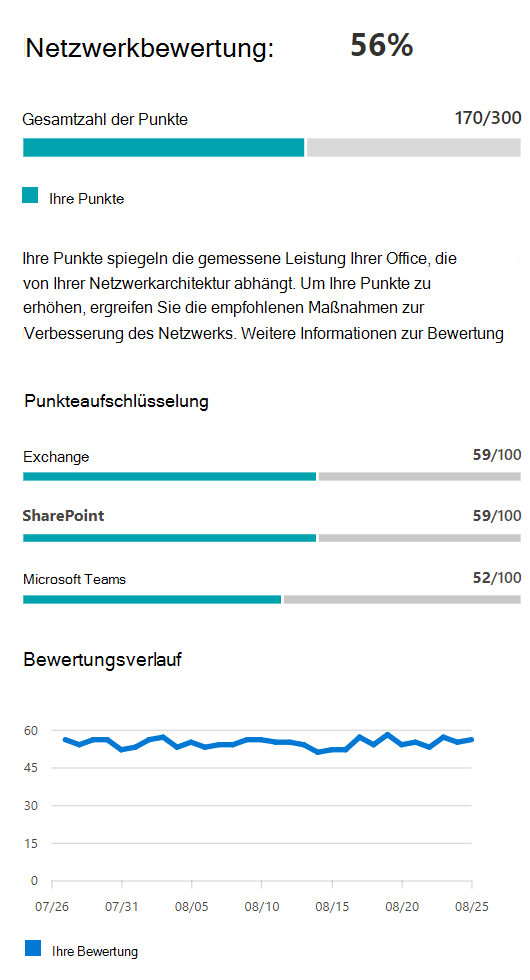 Netzwerkbewertung: 56%
Gesamtzahl der Punkte 170/300
Ihre Punkte
Ihre Punkte spiegeln die gemessene Leistung Ihrer Office, die
von Ihrer Netzwerkarchitektur abhängt. Um Ihre Punkte zu
erhöhen, ergreifen Sie die empfohlenen Maßnahmen zur
Verbesserung des Netzwerks. Weitere Informationen zur Bewertung
Punkteaufschlüsselung
Exchange 59/100
SharePoint 59/100
Microsoft Teams 52/100
Bewertungsverlauf
60
45
30
15
0
07/26 07/31 08/05 08/10 08/15 08/20 08/25
Ihre Bewertung